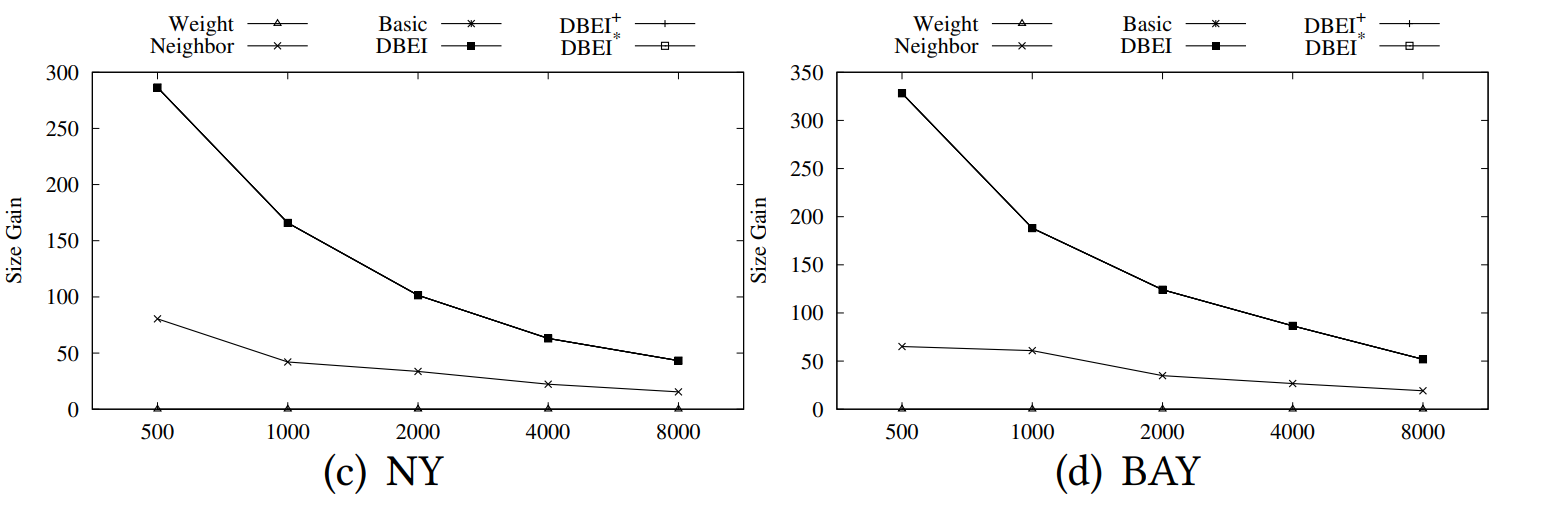 Weight Basic DBEI+
Neighbor DBEI DBEI*
300
250
200
150
100
50
0
Size Gain
500 1000 2000 4000 8000
(c) NY
Weight Basic DBEI+
Neighbor DBEI DBEI*
350
300
250
200
150
100
50
0
Size Gain
500 1000 2000 4000 8000
(d) BAY